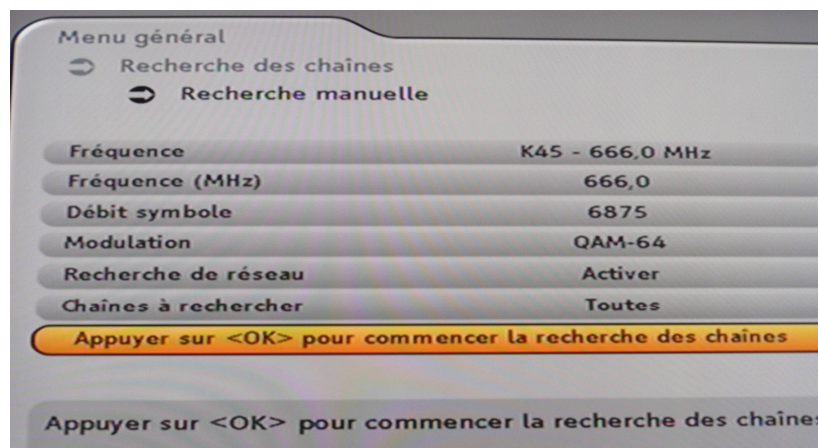 Menu général
Recherche des chaînes
Recherche manuelle
Fréquence K45 - 666,0 MHz
Fréquence (MHz) 666,0
Débit symbole 6875
Modulation QAM-64
Recherche de réseau Activer
Chaînes à rechercher Toutes
Appuyer sur <OK> pour commencer la recherche des chaînes
Appuyer sur <OK> pour commencer la recherche des chaînes